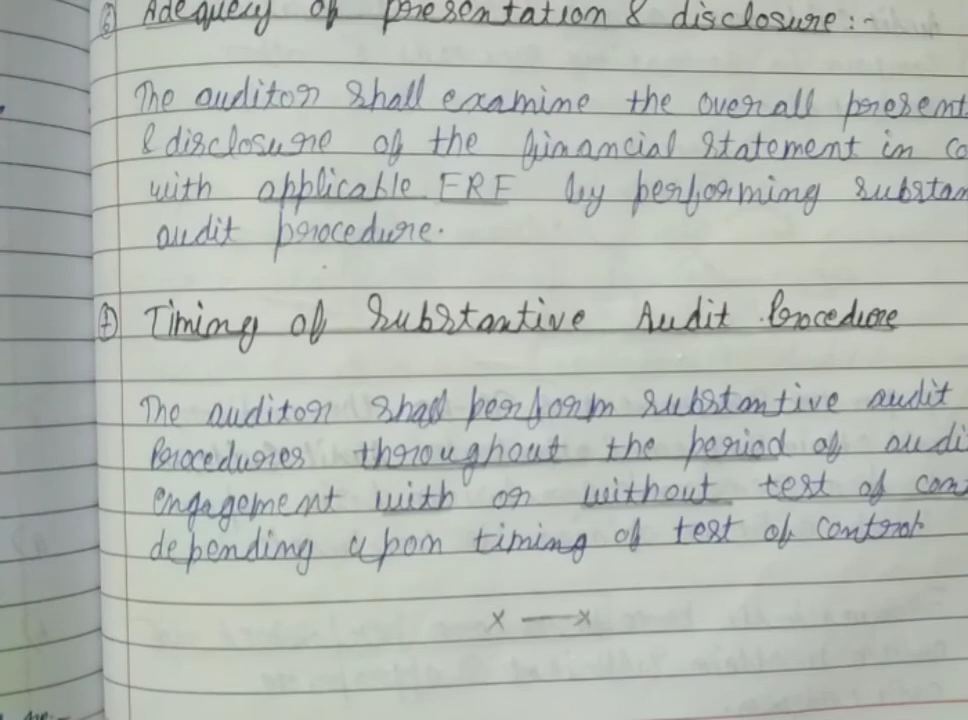 ⑥ Adequecy of presentation & disclosure:-
The auditor shall examine the overall present
& disclosure of the financial statement in co
with applicable FRF by performing substan
audit procedure.
⑦ Timing of Substantive Audit Procedure
The auditor shall perform substantive audit
Procedures throughout the period of audi
engagement with or without test of con
depending upon timing of test of control
x — x